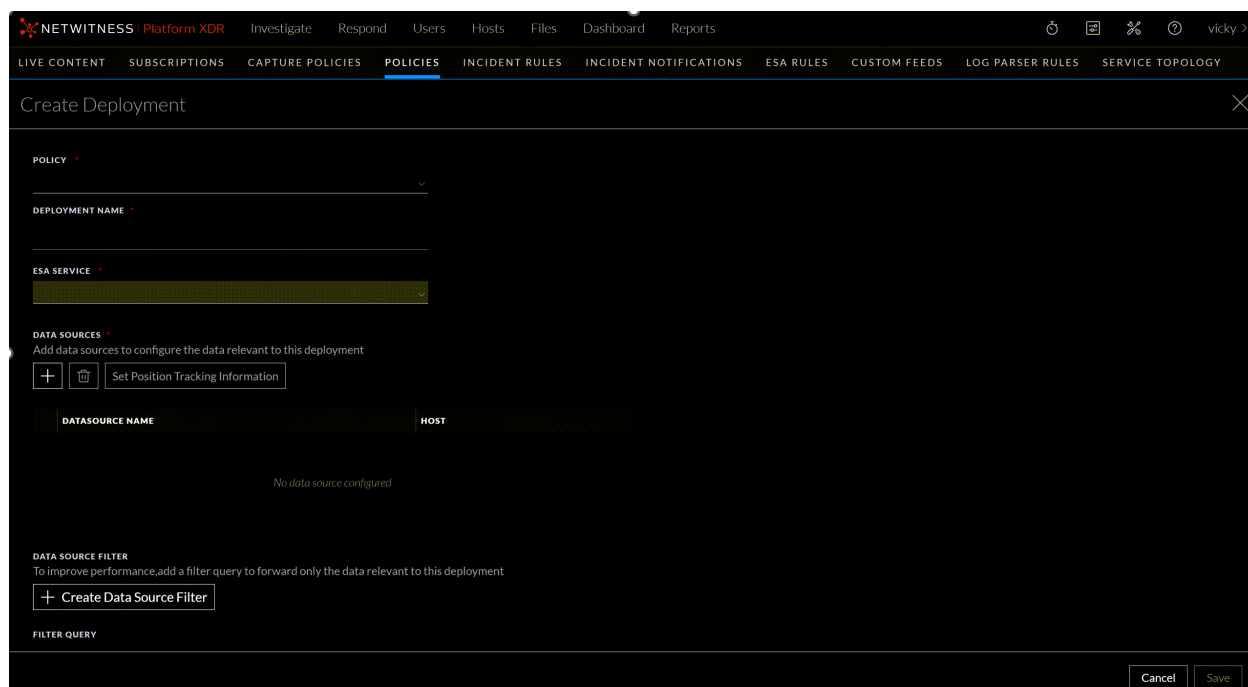 NETWITNESS Platform XDR Investigate Respond Users Hosts Files Dashboard Reports vicky >
LIVE CONTENT SUBSCRIPTIONS CAPTURE POLICIES POLICIES INCIDENT RULES INCIDENT NOTIFICATIONS ESA RULES CUSTOM FEEDS LOG PARSER RULES SERVICE TOPOLOGY
Create Deployment
POLICY *
DEPLOYMENT NAME *
ESA SERVICE *
DATA SOURCES *
Add data sources to configure the data relevant to this deployment
Set Position Tracking Information
DATASOURCE NAME HOST
No data source configured
DATA SOURCE FILTER
To improve performance,add a filter query to forward only the data relevant to this deployment
+ Create Data Source Filter
FILTER QUERY
Cancel Save